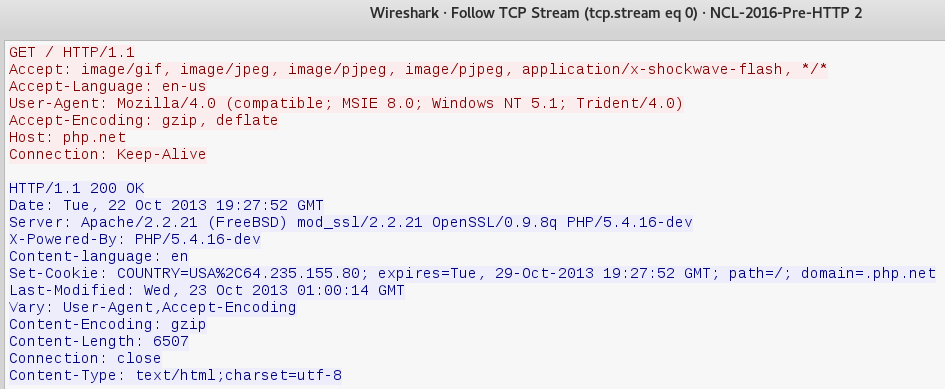 Wireshark · Follow TCP Stream (tcp.stream eq 0) · NCL-2016-Pre-HTTP 2
GET / HTTP/1.1
Accept: image/gif, image/jpeg, image/pjpeg, image/pjpeg, application/x-shockwave-flash, */*
Accept-Language: en-us
User-Agent: Mozilla/4.0 (compatible; MSIE 8.0; Windows NT 5.1; Trident/4.0)
Accept-Encoding: gzip, deflate
Host: php.net
Connection: Keep-Alive
HTTP/1.1 200 OK
Date: Tue, 22 Oct 2013 19:27:52 GMT
Server: Apache/2.2.21 (FreeBSD) mod_ssl/2.2.21 OpenSSL/0.9.8q PHP/5.4.16-dev
X-Powered-By: PHP/5.4.16-dev
Content-language: en
Set-Cookie: COUNTRY=USA%2C64.235.155.80; expires=Tue, 29-Oct-2013 19:27:52 GMT; path=/; domain=.php.net
Last-Modified: Wed, 23 Oct 2013 01:00:14 GMT
Vary: User-Agent,Accept-Encoding
Content-Encoding: gzip
Content-Length: 6507
Connection: close
Content-Type: text/html;charset=utf-8